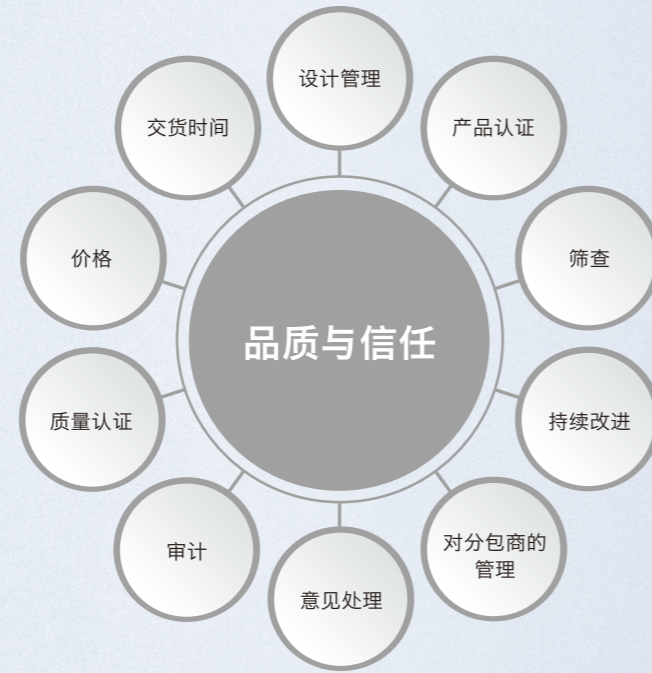 设计管理
交货时间
产品认证
价格
筛查
品质与信任
质量认证
持续改进
审计
对分包商的
管理
意见处理